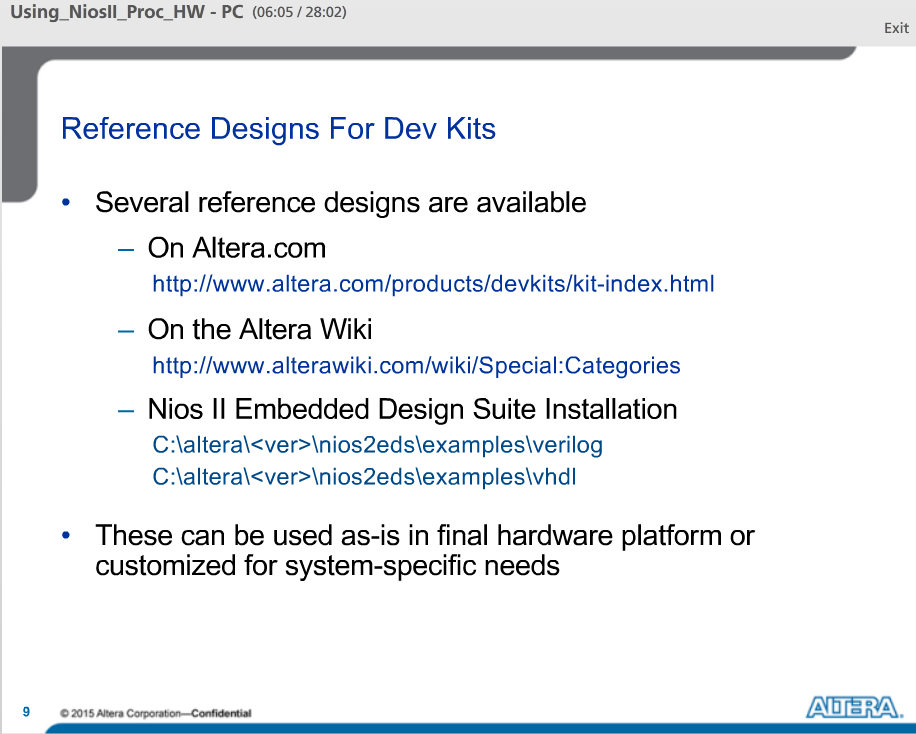 Using_NiosII_Proc_HW - PC (06:05 / 28:02)
Exit
Reference Designs For Dev Kits
• Several reference designs are available
– On Altera.com
http://www.altera.com/products/devkits/kit-index.html
– On the Altera Wiki
http://www.alterawiki.com/wiki/Special:Categories
– Nios II Embedded Design Suite Installation
C:\altera\<ver>\nios2eds\examples\verilog
C:\altera\<ver>\nios2eds\examples\vhdl
• These can be used as-is in final hardware platform or
customized for system-specific needs
9 © 2015 Altera Corporation—Confidential
ALTERA.